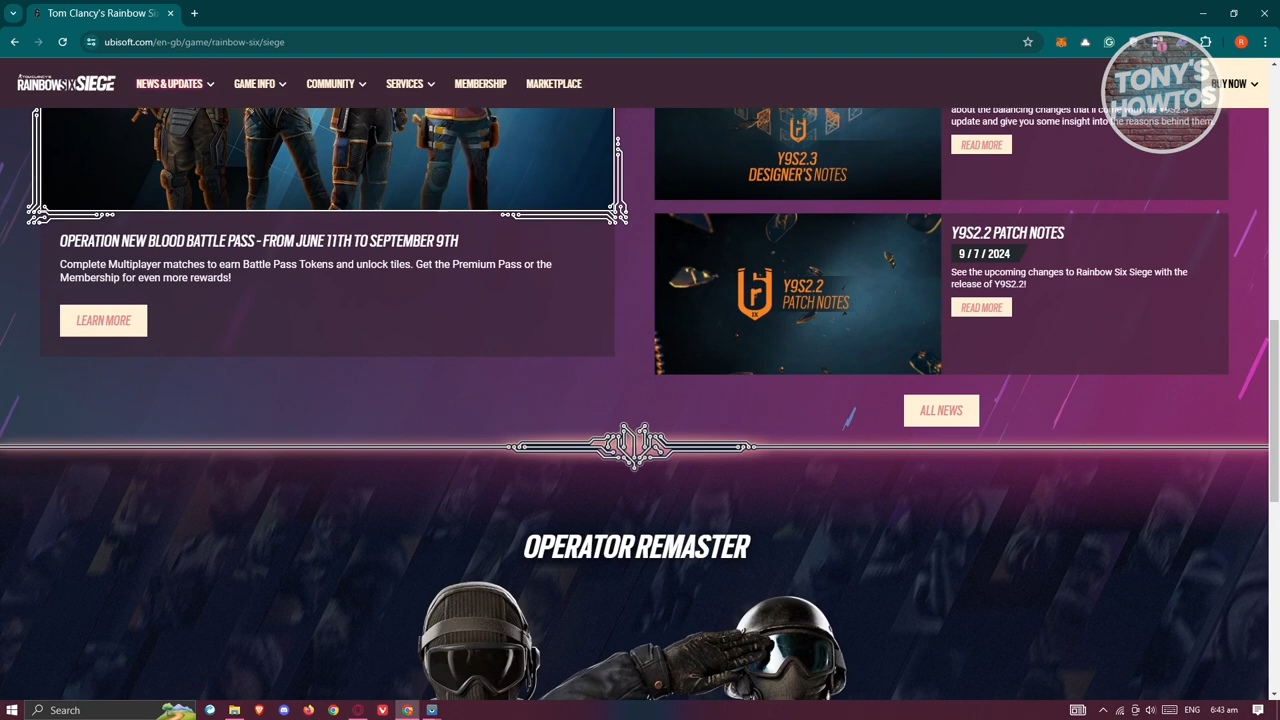 Tom Clancy's Rainbow Si
ubisoft.com/en-gb/game/rainbow-six/siege
R
TOM CLANCY'S
RAINBOWSIX SIEGE
NEWS & UPDATES
GAME INFO
COMMUNITY
SERVICES
MEMBERSHIP
MARKETPLACE
BUY NOW
TONY'S
HOWTOS
update and give you some insight into the reasons behind them.
READ MORE
Y9S2.3
DESIGNER'S NOTES
OPERATION NEW BLOOD BATTLE PASS - FROM JUNE 11TH TO SEPTEMBER 9TH
Complete Multiplayer matches to earn Battle Pass Tokens and unlock tiles. Get the Premium Pass or the
Membership for even more rewards!
LEARN MORE
Y9S2.2
PATCH NOTES
Y9S2.2 PATCH NOTES
9 / 7 / 2024
See the upcoming changes to Rainbow Six Siege with the
release of Y9S2.2!
READ MORE
ALL NEWS
OPERATOR REMASTER
Search
ENG
6:43 am